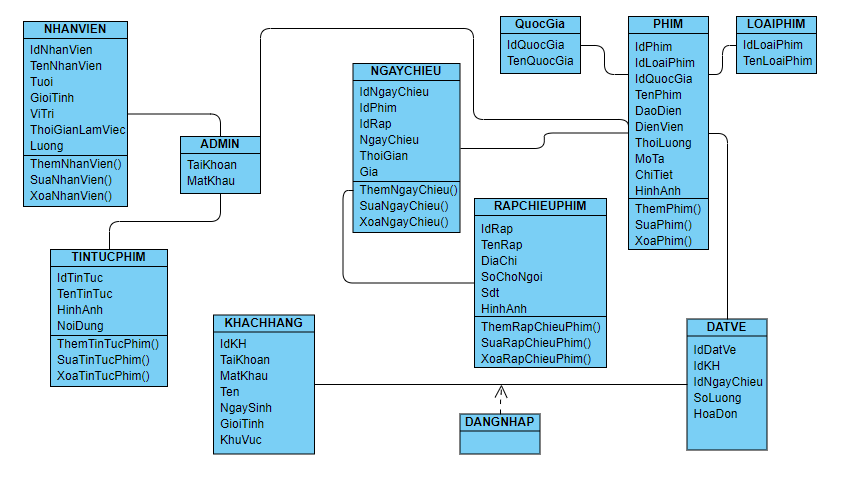 NHANVIEN
IdNhanVien
TenNhanVien
Tuoi
GioiTinh
ViTri
ThoiGianLamViec
Luong
ThemNhanVien()
SuaNhanVien()
XoaNhanVien()
ADMIN
TaiKhoan
MatKhau
TINTUCPHIM
IdTinTuc
TenTinTuc
HinhAnh
NoiDung
ThemTinTucPhim()
SuaTinTucPhim()
XoaTinTucPhim()
NGAYCHIEU
IdNgayChieu
IdPhim
IdRap
NgayChieu
ThoiGian
Gia
ThemNgayChieu()
SuaNgayChieu()
XoaNgayChieu()
QuocGia
IdQuocGia
TenQuocGia
PHIM
IdPhim
IdLoaiPhim
IdQuocGia
TenPhim
DaoDien
DienVien
ThoiLuong
MoTa
ChiTiet
HinhAnh
ThemPhim()
SuaPhim()
XoaPhim()
LOAIPHIM
IdLoaiPhim
TenLoaiPhim
RAPCHIEUPHIM
IdRap
TenRap
DiaChi
SoChoNgoi
Sdt
HinhAnh
ThemRapChieuPhim()
SuaRapChieuPhim()
XoaRapChieuPhim()
KHACHHANG
IdKH
TaiKhoan
MatKhau
Ten
NgaySinh
GioiTinh
KhuVuc
DANGNHAP
DATVE
IdDatVe
IdKH
IdNgayChieu
SoLuong
HoaDon